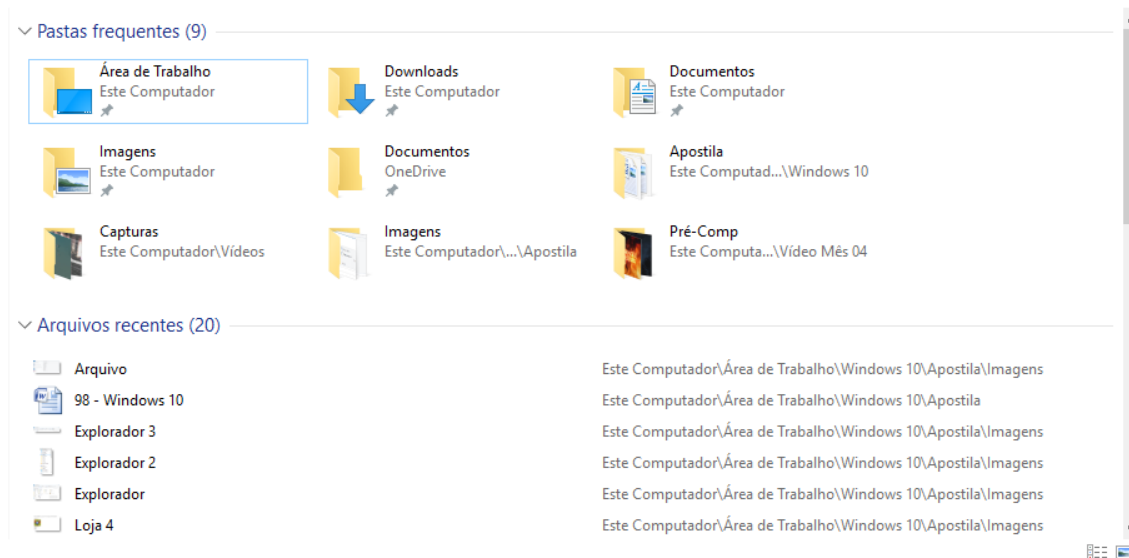 Pastas frequentes (9)
Área de Trabalho
Este Computador
Downloads
Este Computador
Documentos
Este Computador
Imagens
Este Computador
Documentos
OneDrive
Apostila
Este Computad...\Windows 10
Capturas
Este Computador\Vídeos
Imagens
Este Computador\...\Apostila
Pré-Comp
Este Computa...\Vídeo Mês 04
Arquivos recentes (20)
Arquivo Este Computador\Área de Trabalho\Windows 10\Apostila\Imagens
98 - Windows 10 Este Computador\Área de Trabalho\Windows 10\Apostila
Explorador 3 Este Computador\Área de Trabalho\Windows 10\Apostila\Imagens
Explorador 2 Este Computador\Área de Trabalho\Windows 10\Apostila\Imagens
Explorador Este Computador\Área de Trabalho\Windows 10\Apostila\Imagens
Loja 4 Este Computador\Área de Trabalho\Windows 10\Apostila\Imagens